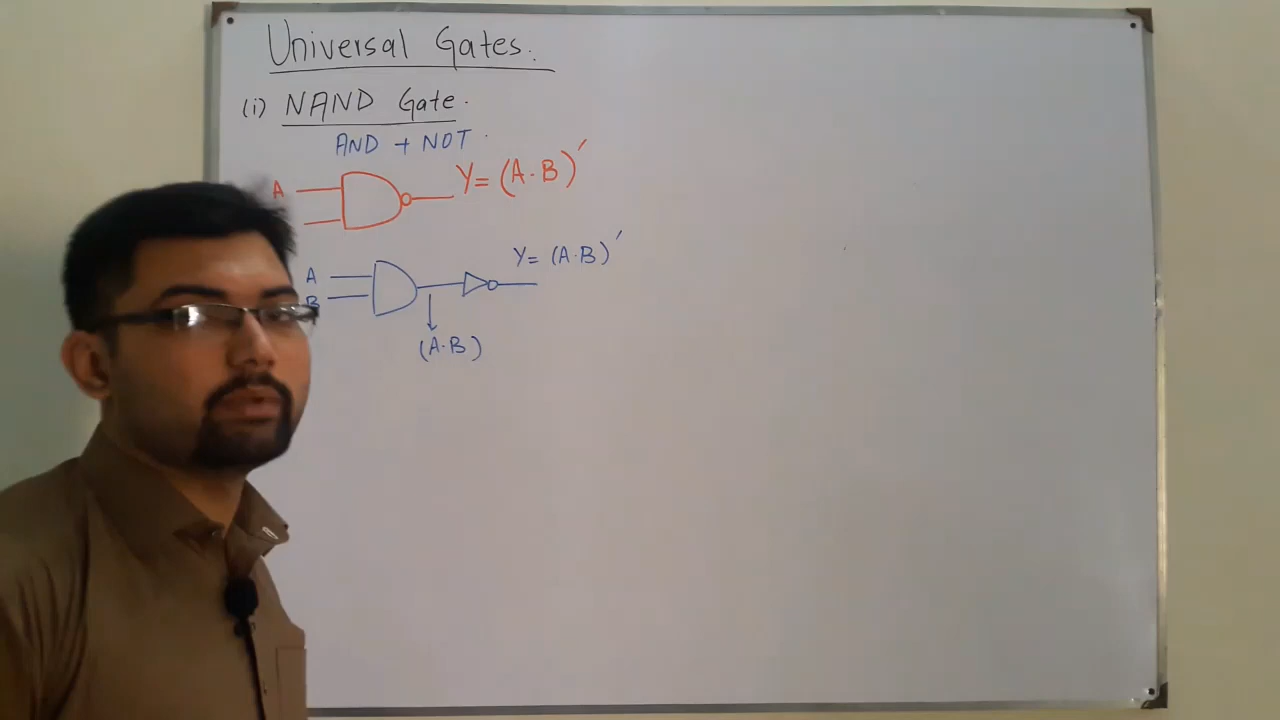 Universal Gates.
(i) NAND Gate.
AND + NOT.
A
Y= (A·B)′
A
B
Y= (A·B)′
(A·B)